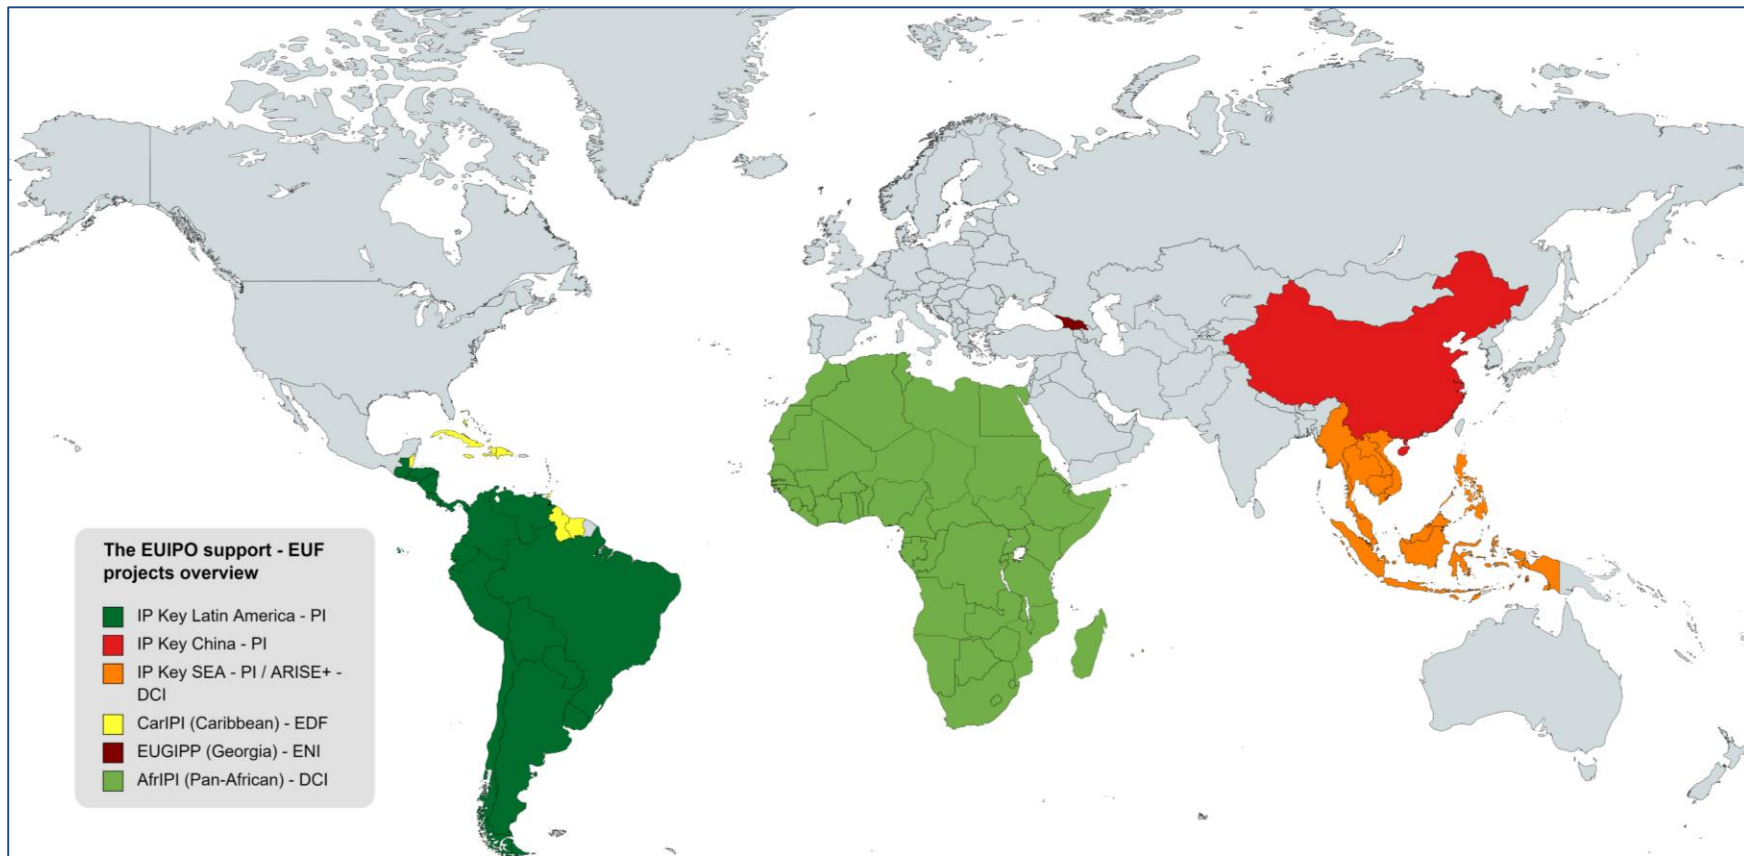 The EUIPO support - EUF
projects overview
IP Key Latin America - PI
IP Key China - PI
IP Key SEA - PI / ARISE+ -
DCI
CarIPI (Caribbean) - EDF
EUGIPP (Georgia) - ENI
AfrIPI (Pan-African) - DCI